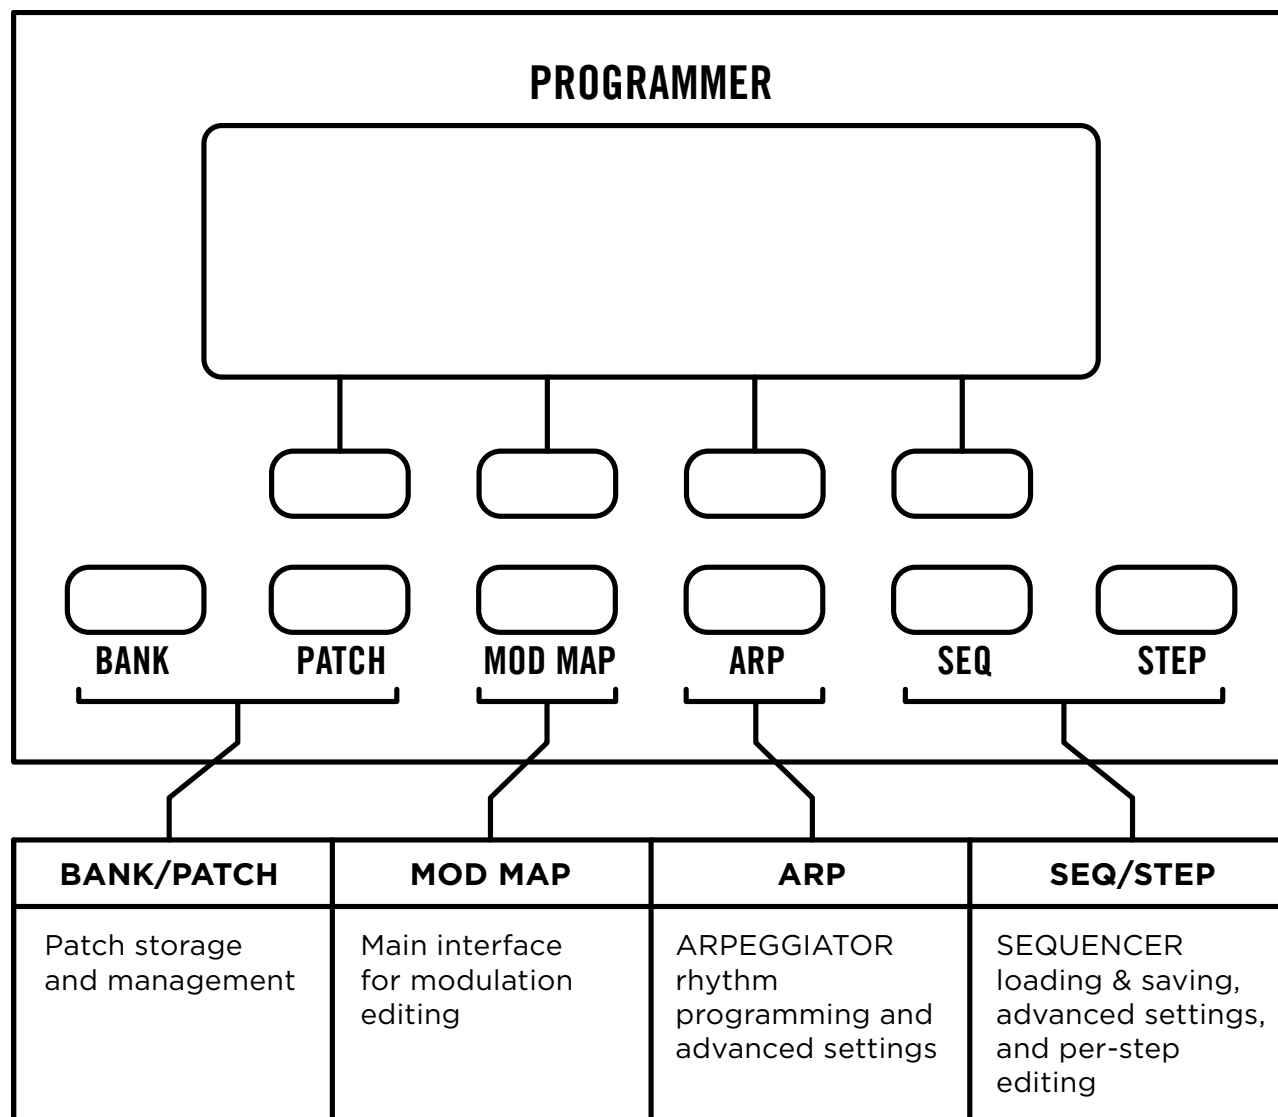 PROGRAMMER
BANK
PATCH
MOD MAP
ARP
SEQ
STEP
BANK/PATCH
Patch storage
and management
MOD MAP
Main interface
for modulation
editing
ARP
ARPEGGIATOR
rhythm
programming and
advanced settings
SEQ/STEP
SEQUENCER
loading & saving,
advanced settings,
and per-step
editing